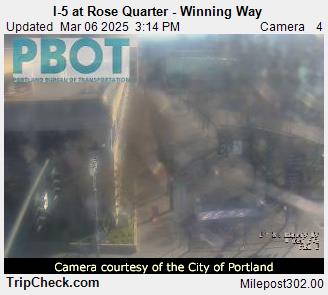 I-5 at Rose Quarter - Winning Way
Updated Mar 06 2025 3:14 PM Camera 4
PBOT
PORTLAND BUREAU OF TRANSPORTATION
Camera courtesy of the City of Portland
TripCheck.com Milepost302.00